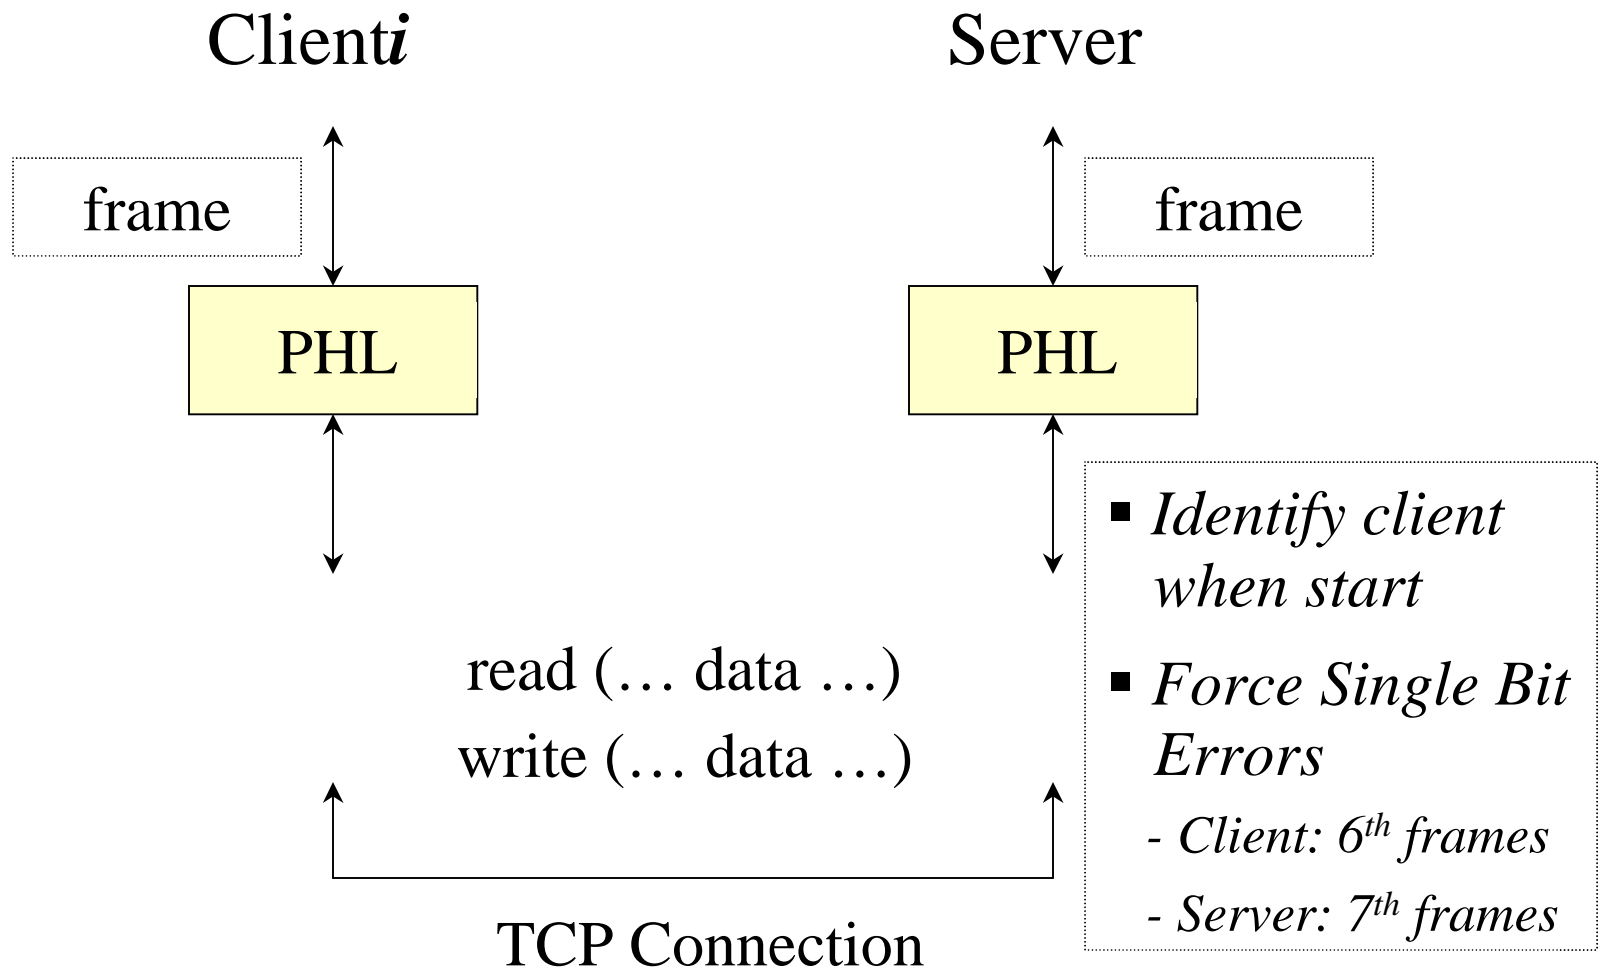 Clienti
Server
frame
frame
PHL
PHL
▪ Identify client
when start
▪ Force Single Bit
Errors
- Client: 6th frames
- Server: 7th frames
read (… data …)
write (… data …)
TCP Connection